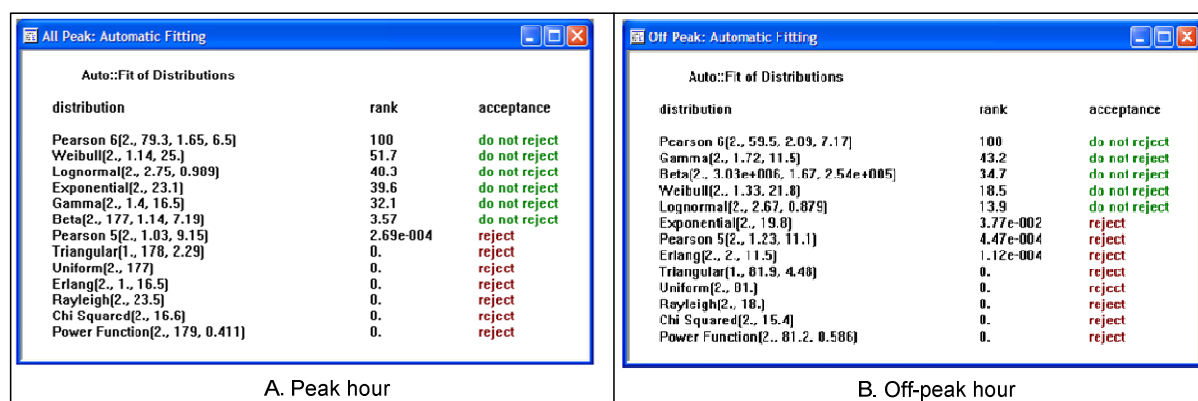 All Peak: Automatic Fitting
Auto::Fit of Distributions
distribution rank acceptance
Pearson 6(2., 79.3, 1.65, 6.5) 100 do not reject
Weibull(2., 1.14, 25.) 51.7 do not reject
Lognormal(2., 2.75, 0.989) 40.3 do not reject
Exponential(2., 23.1) 39.6 do not reject
Gamma(2., 1.4, 16.5) 32.1 do not reject
Beta(2., 177, 1.14, 7.19) 3.57 do not reject
Pearson 5(2., 1.03, 9.15) 2.69e-004 reject
Triangular(1., 178, 2.29) 0. reject
Uniform(2., 177) 0. reject
Erlang(2., 1., 16.5) 0. reject
Rayleigh(2., 23.5) 0. reject
Chi Squared(2., 16.6) 0. reject
Power Function(2., 179, 0.411) 0. reject
A. Peak hour
Off Peak: Automatic Fitting
Auto::Fit of Distributions
distribution rank acceptance
Pearson 6(2., 59.5, 2.09, 7.17) 100 do not reject
Gamma(2., 1.72, 11.5) 43.2 do not reject
Beta(2., 3.03e+006, 1.67, 2.54e+005) 34.7 do not reject
Weibull(2., 1.33, 21.8) 18.5 do not reject
Lognormal(2., 2.67, 0.879) 13.9 do not reject
Exponential(2., 19.8) 3.77e-002 reject
Pearson 5(2., 1.23, 11.1) 4.47e-004 reject
Erlang(2., 2., 11.5) 1.12e-004 reject
Triangular(1., 81.9, 4.48) 0. reject
Uniform(2., 81.) 0. reject
Rayleigh(2., 18.) 0. reject
Chi Squared(2., 15.4) 0. reject
Power Function(2., 81.2, 0.586) 0. reject
B. Off-peak hour